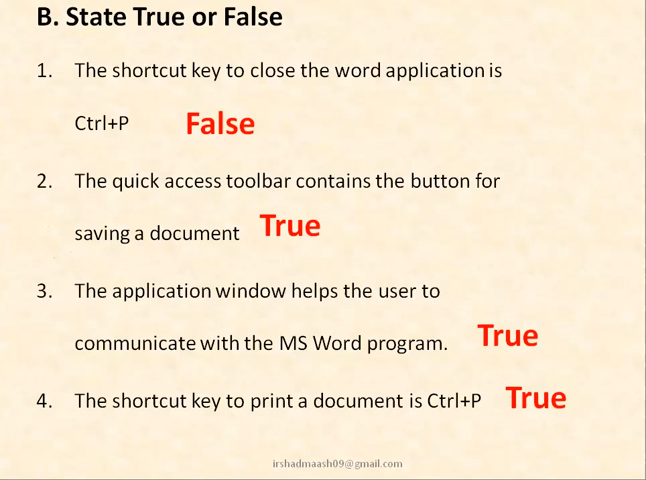 B. State True or False
1. The shortcut key to close the word application is
Ctrl+P False
2. The quick access toolbar contains the button for
saving a document True
3. The application window helps the user to
communicate with the MS Word program. True
4. The shortcut key to print a document is Ctrl+P True
irshadmaash09@gmail.com